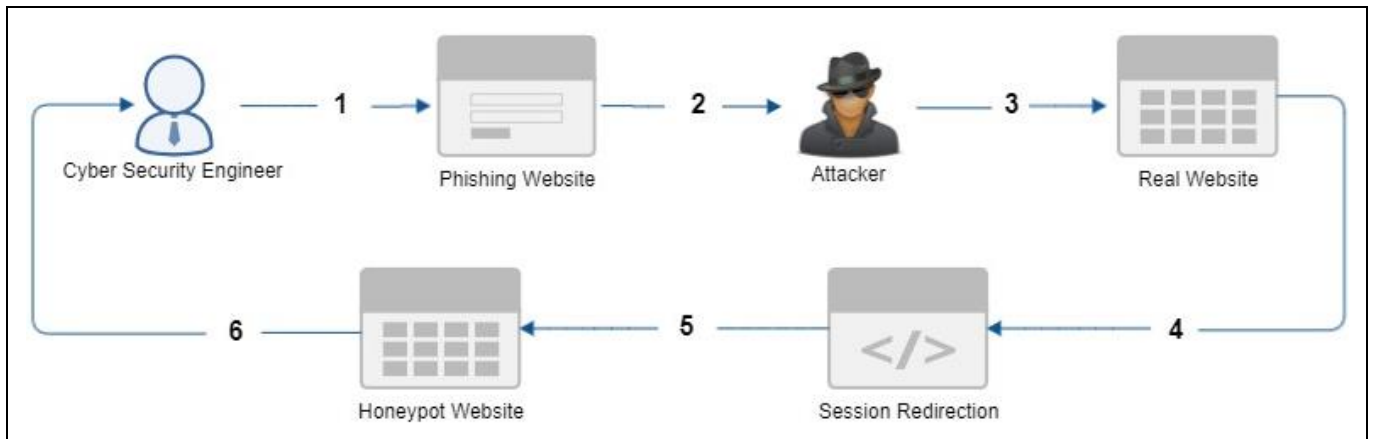 1
2
3
Cyber Security Engineer
Phishing Website
Attacker
Real Website
6
5
4
</>
Honeypot Website
Session Redirection